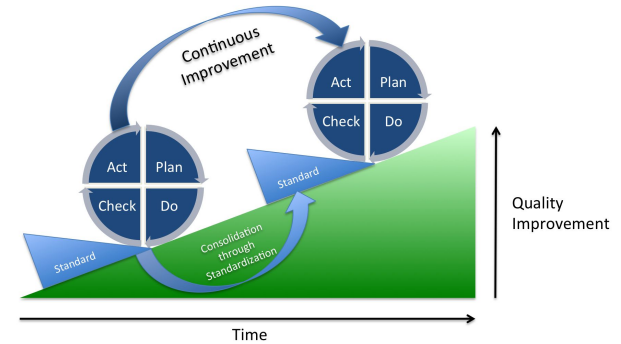 Continuous
Improvement
Act
Plan
Check
Do
Standard
Act
Plan
Check
Do
Standard
Consolidation
through
Standardization
Quality
Improvement
Time